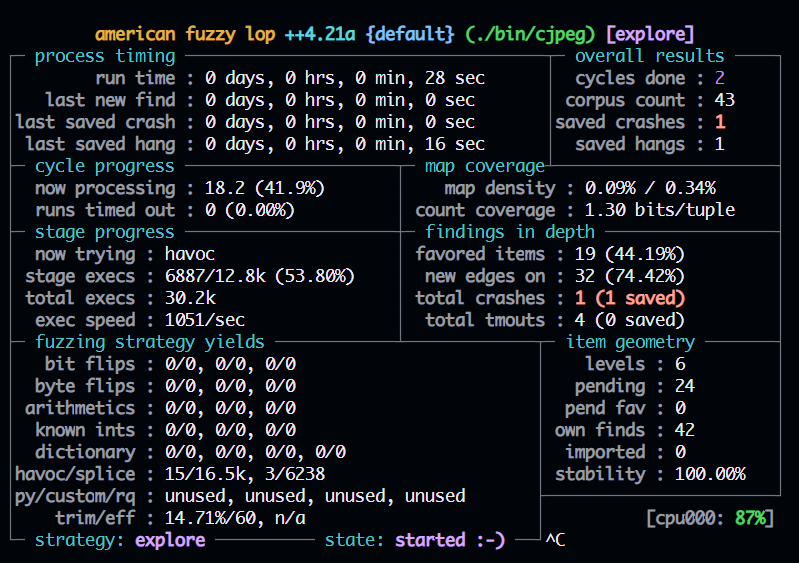 american fuzzy lop ++4.21a {default} (./bin/cjpeg) [explore]
process timing overall results
run time : 0 days, 0 hrs, 0 min, 28 sec cycles done : 2
last new find : 0 days, 0 hrs, 0 min, 0 sec corpus count : 43
last saved crash : 0 days, 0 hrs, 0 min, 0 sec saved crashes : 1
last saved hang : 0 days, 0 hrs, 0 min, 16 sec saved hangs : 1
cycle progress map coverage
now processing : 18.2 (41.9%) map density : 0.09% / 0.34%
runs timed out : 0 (0.00%) count coverage : 1.30 bits/tuple
stage progress findings in depth
now trying : havoc favored items : 19 (44.19%)
stage execs : 6887/12.8k (53.80%) new edges on : 32 (74.42%)
total execs : 30.2k total crashes : 1 (1 saved)
exec speed : 1051/sec total tmouts : 4 (0 saved)
fuzzing strategy yields item geometry
bit flips : 0/0, 0/0, 0/0 levels : 6
byte flips : 0/0, 0/0, 0/0 pending : 24
arithmetics : 0/0, 0/0, 0/0 pend fav : 0
known ints : 0/0, 0/0, 0/0 own finds : 42
dictionary : 0/0, 0/0, 0/0, 0/0 imported : 0
havoc/splice : 15/16.5k, 3/6238 stability : 100.00%
py/custom/rq : unused, unused, unused, unused
trim/eff : 14.71%/60, n/a [cpu000: 87%]
strategy: explore state: started :-) ^C